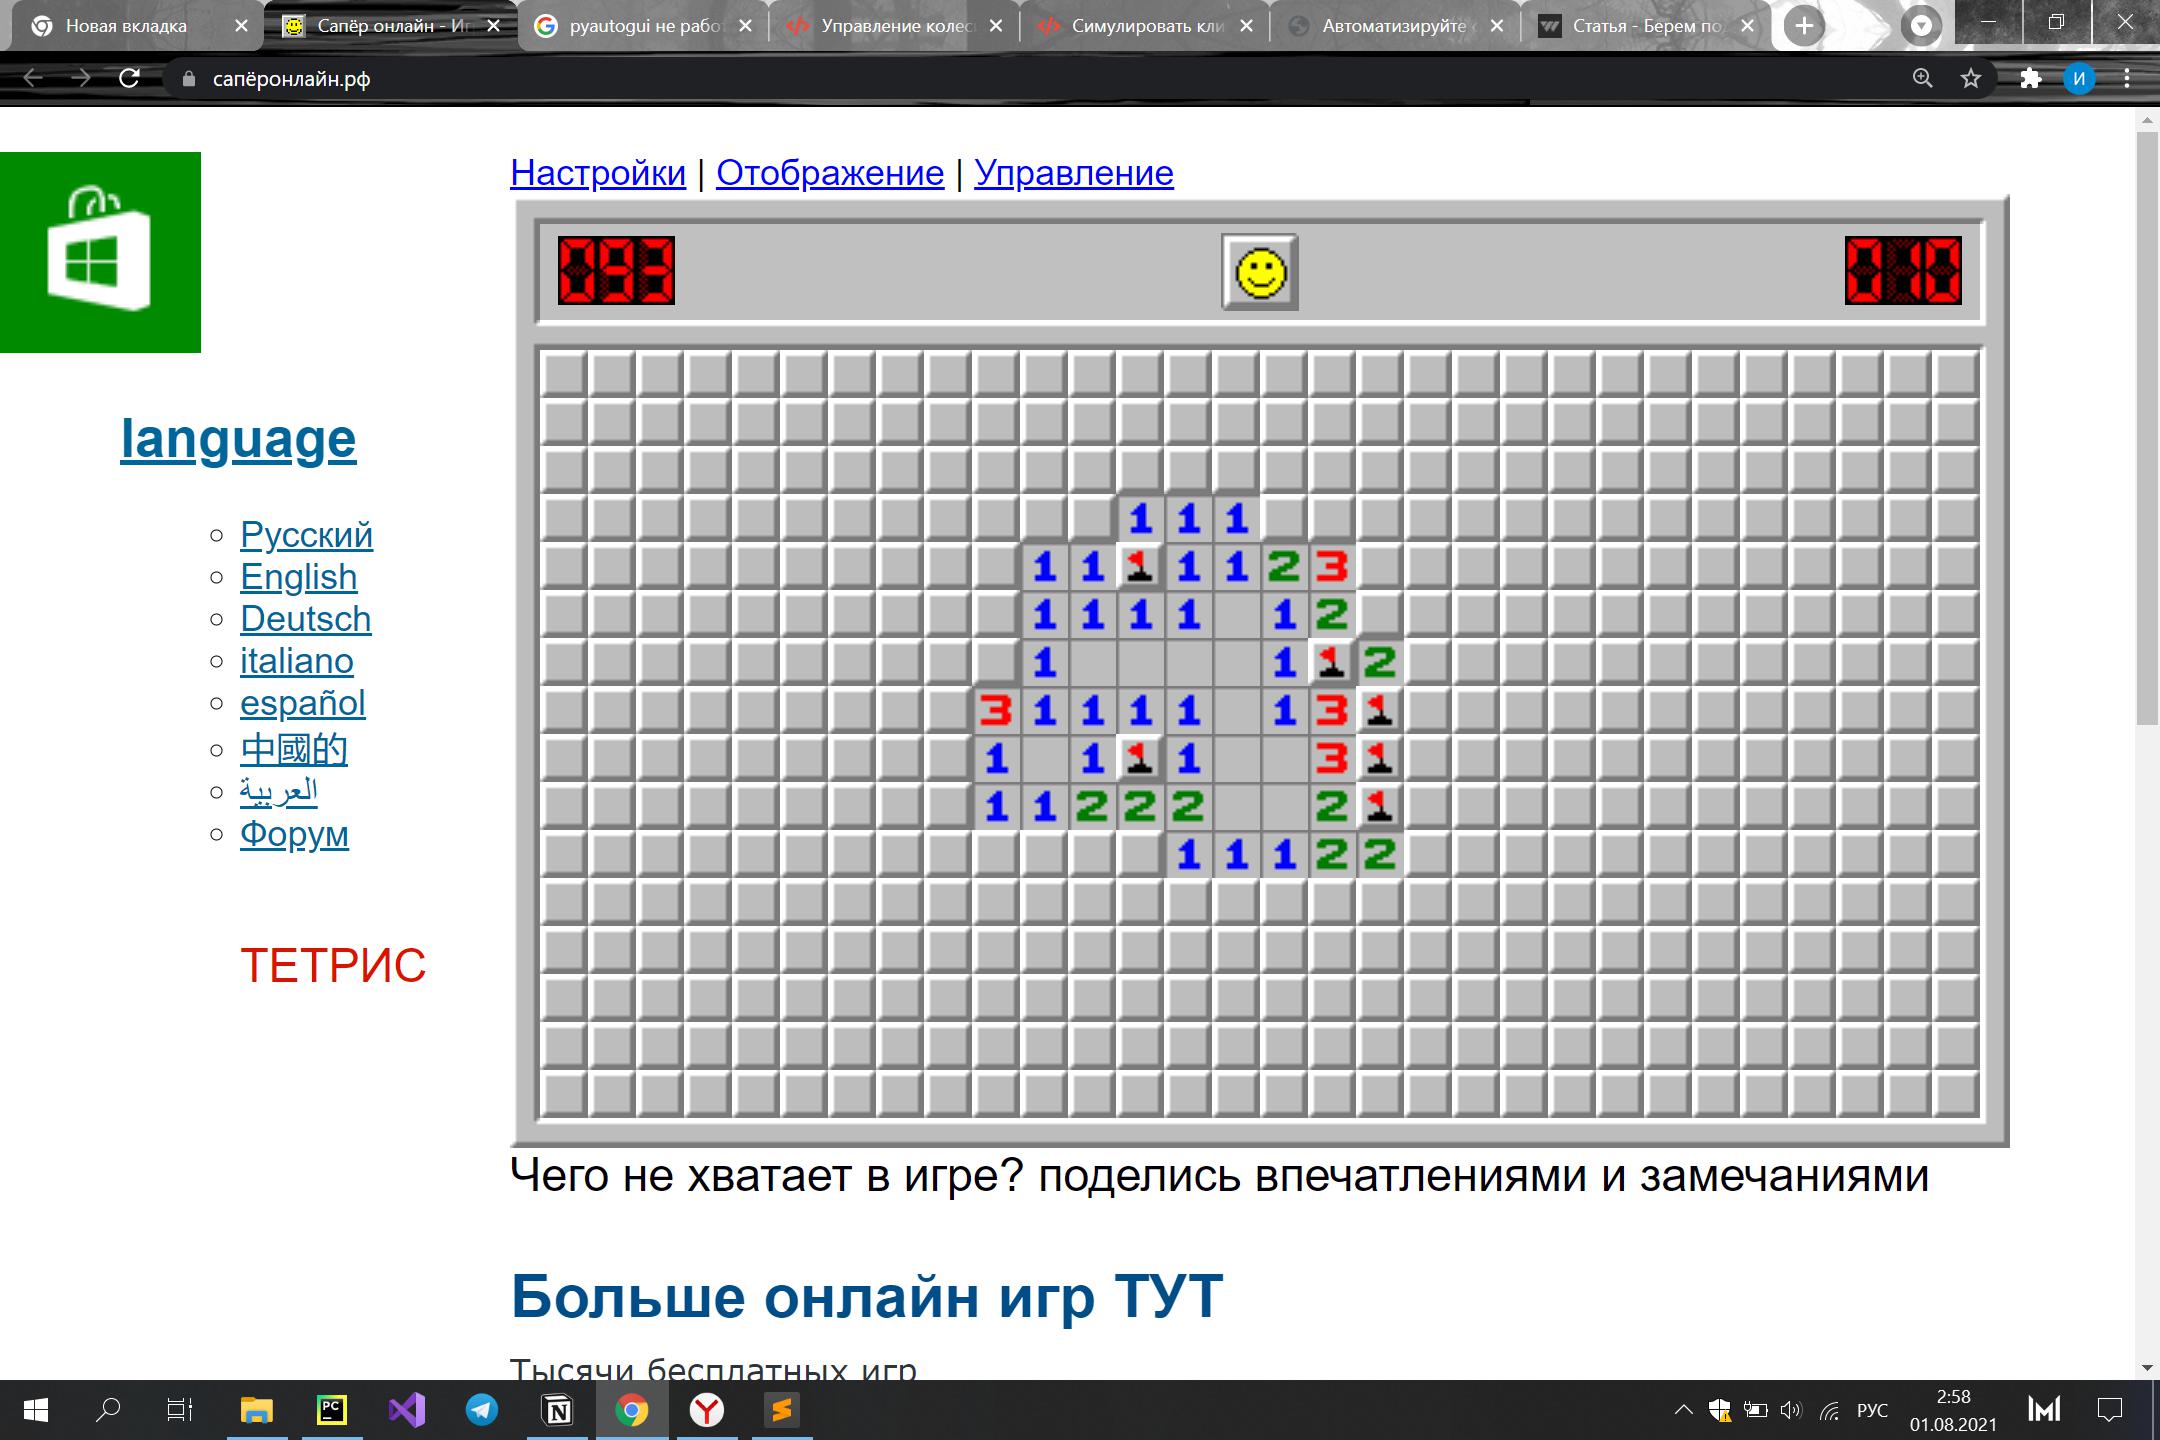 Новая вкладка
Сапёр онлайн - И
pyautogui не рабо
Управление колес
Симулировать кли
Автоматизируйте
Статья - Берем по
сапёронлайн.рф
И
Настройки | Отображение | Управление
language
Русский
English
Deutsch
italiano
español
中國的
العربية
Форум
ТЕТРИС
1 1 1
1 1 1 1 2 3
1 1 1 1 1 2
1 1 2
3 1 1 1 1 1 3
1 1 1 3
1 1 2 2 2 2
1 1 1 2 2
Чего не хватает в игре? поделись впечатлениями и замечаниями
Больше онлайн игр ТУТ
Тысячи бесплатных игр
PC
РУС
2:58
01.08.2021